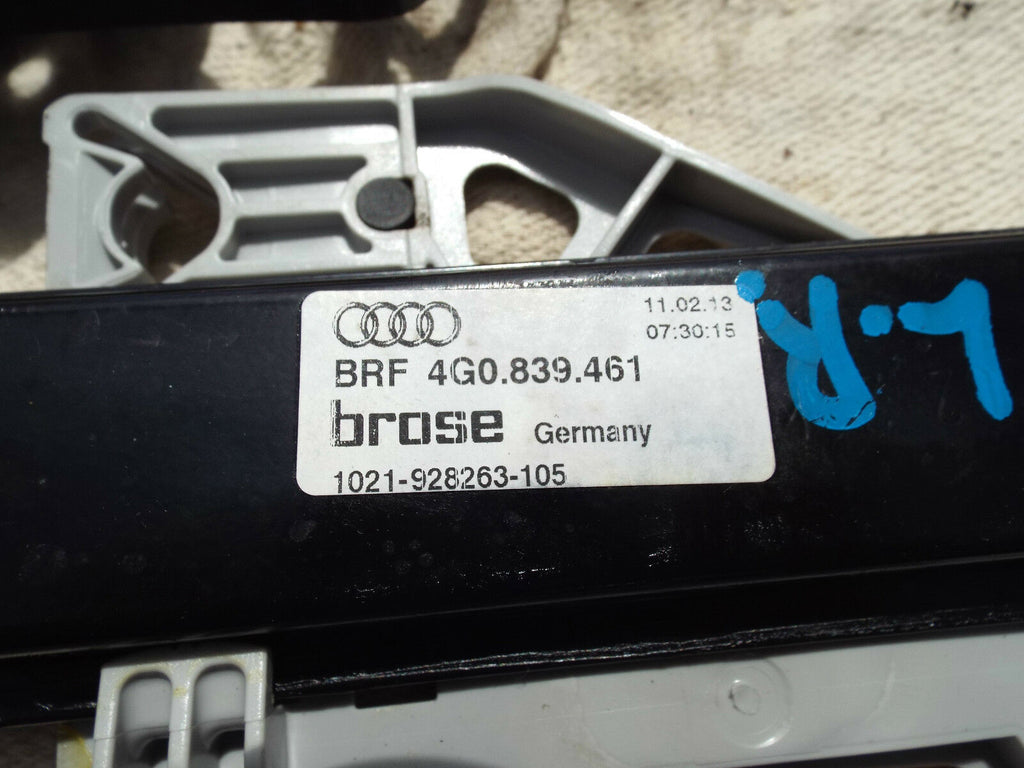 11.02.13
07:30:15
BRF 4G0.839.461
brose Germany
1021-928263-105
L.R.